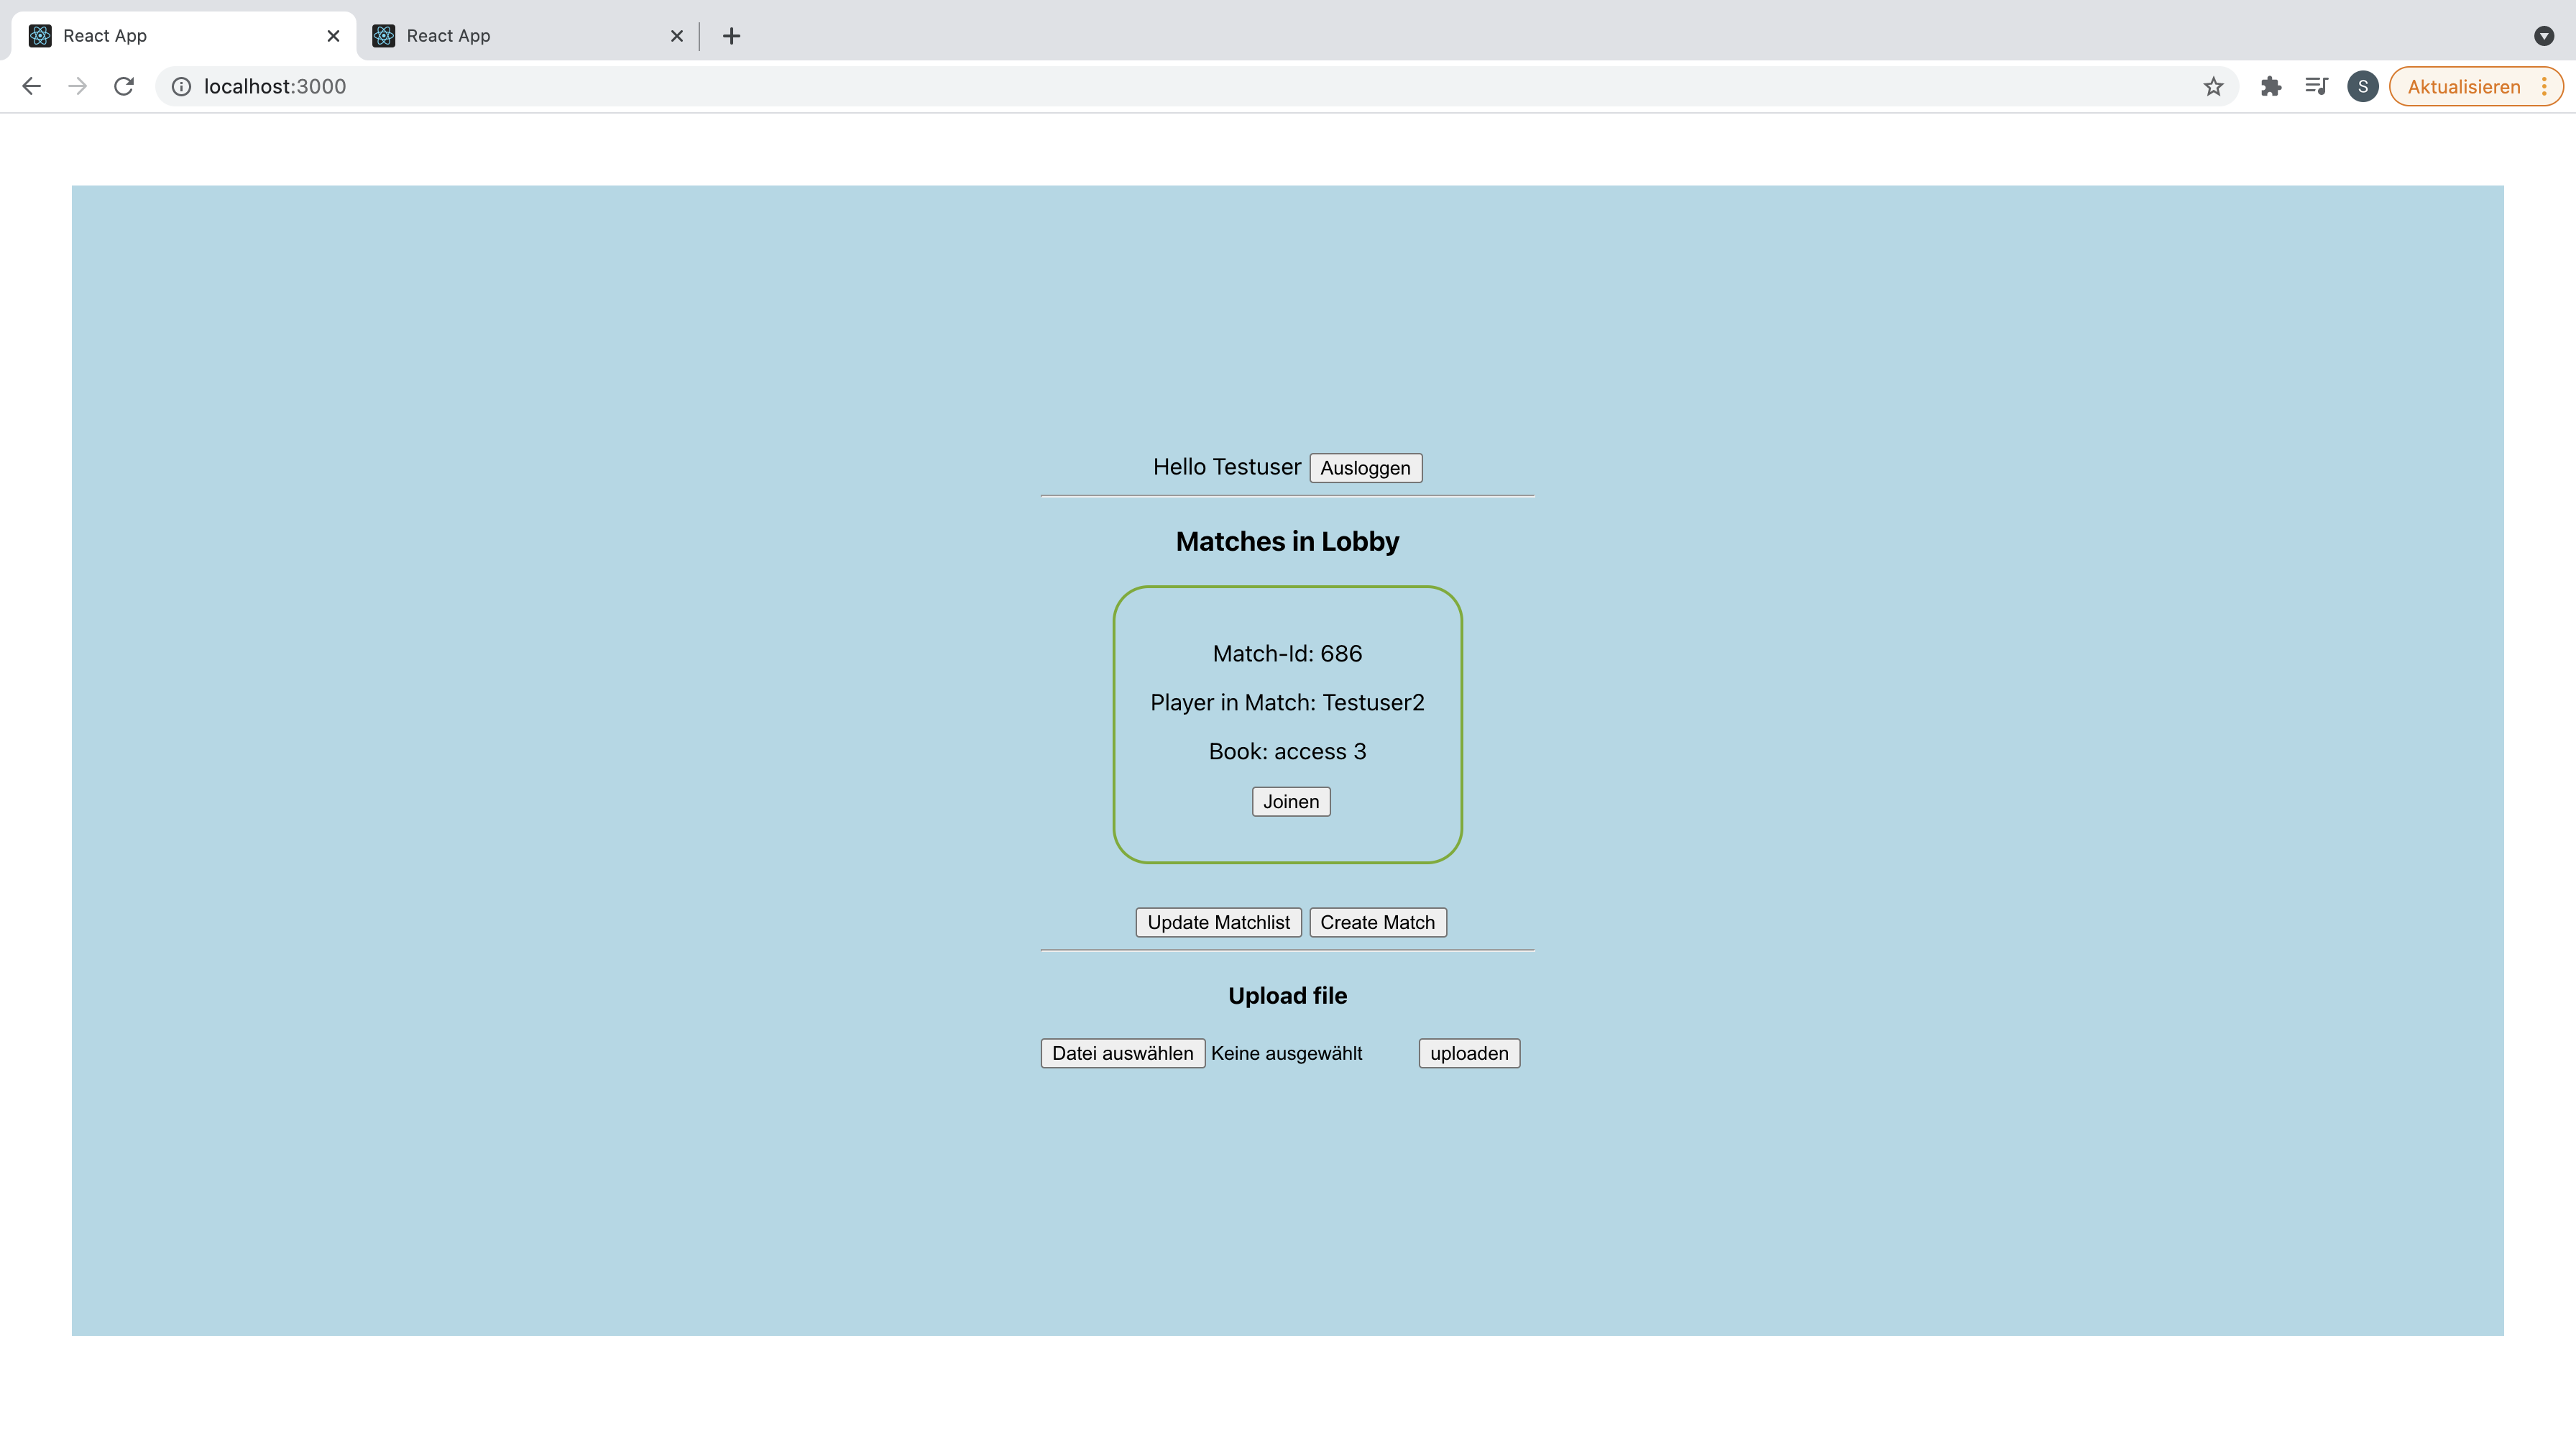 React App
React App
localhost:3000
S
Aktualisieren
Hello Testuser Ausloggen
Matches in Lobby
Match-Id: 686
Player in Match: Testuser2
Book: access 3
Joinen
Update Matchlist Create Match
Upload file
Datei auswählen Keine ausgewählt uploaden